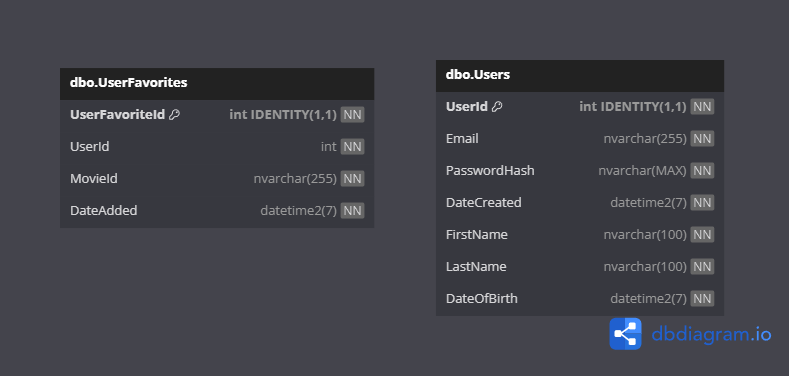 dbo.UserFavorites
UserFavoriteId int IDENTITY(1,1) NN
UserId int NN
MovieId nvarchar(255) NN
DateAdded datetime2(7) NN
dbo.Users
UserId int IDENTITY(1,1) NN
Email nvarchar(255) NN
PasswordHash nvarchar(MAX) NN
DateCreated datetime2(7) NN
FirstName nvarchar(100) NN
LastName nvarchar(100) NN
DateOfBirth datetime2(7) NN
dbdiagram.io